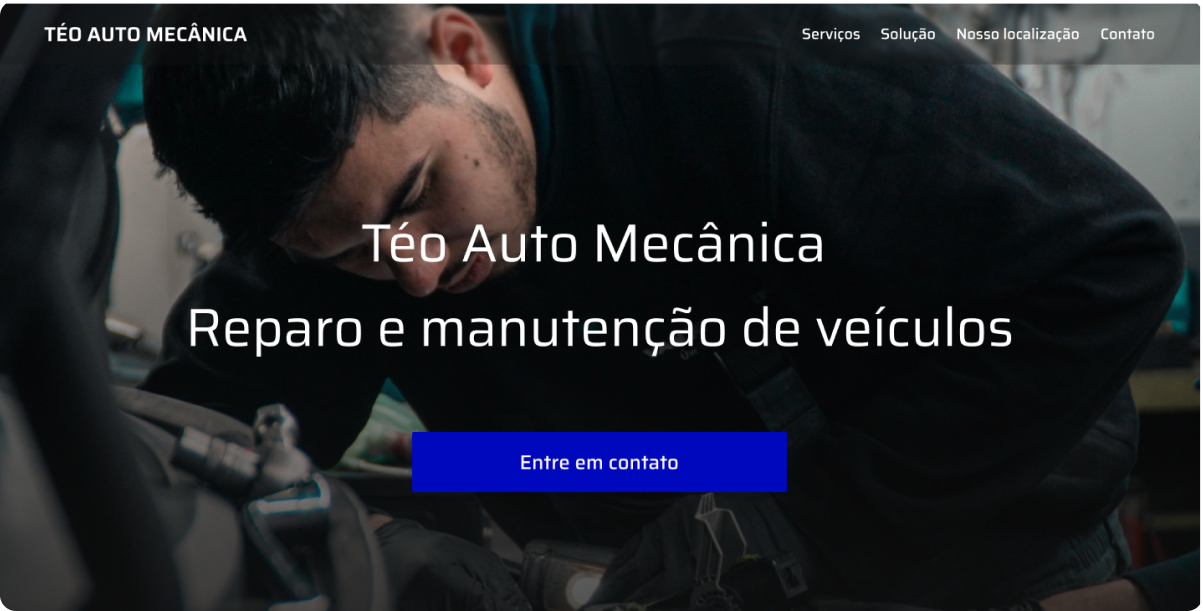 TÉO AUTO MECÂNICA
Serviços Solução Nosso localização Contato
Téo Auto Mecânica
Reparo e manutenção de veículos
Entre em contato